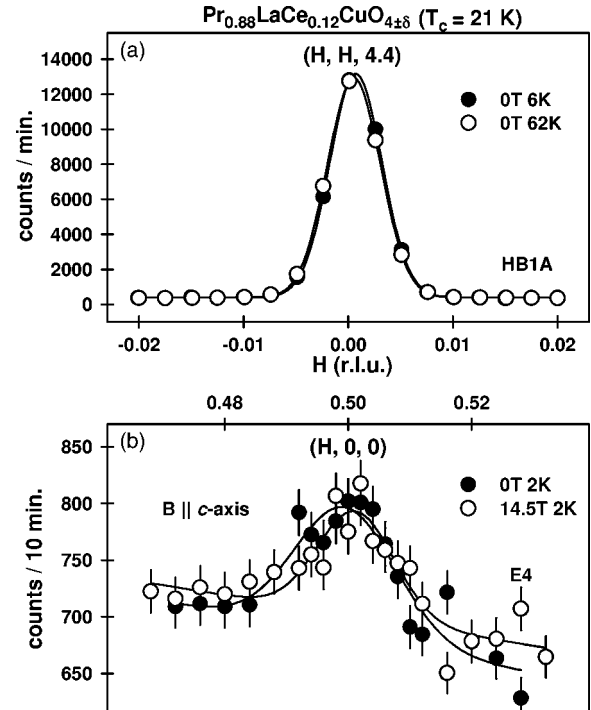 Pr0.88LaCe0.12CuO4±δ (Tc = 21 K)
(a)
(H, H, 4.4)
14000
12000
10000
8000
6000
4000
2000
0
counts / min.
0T 6K
0T 62K
HB1A
-0.02 -0.01 0.00 0.01 0.02
H (r.l.u.)
0.48 0.50 0.52
(b)
(H, 0, 0)
850
800
750
700
650
counts / 10 min.
B || c-axis
0T 2K
14.5T 2K
E4